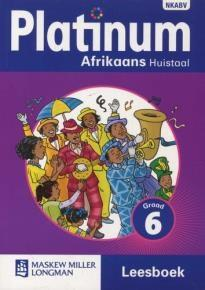 NKABV
Platinum
Afrikaans Huistaal
Graad
6
MASKEW MILLER
LONGMAN
Leesboek